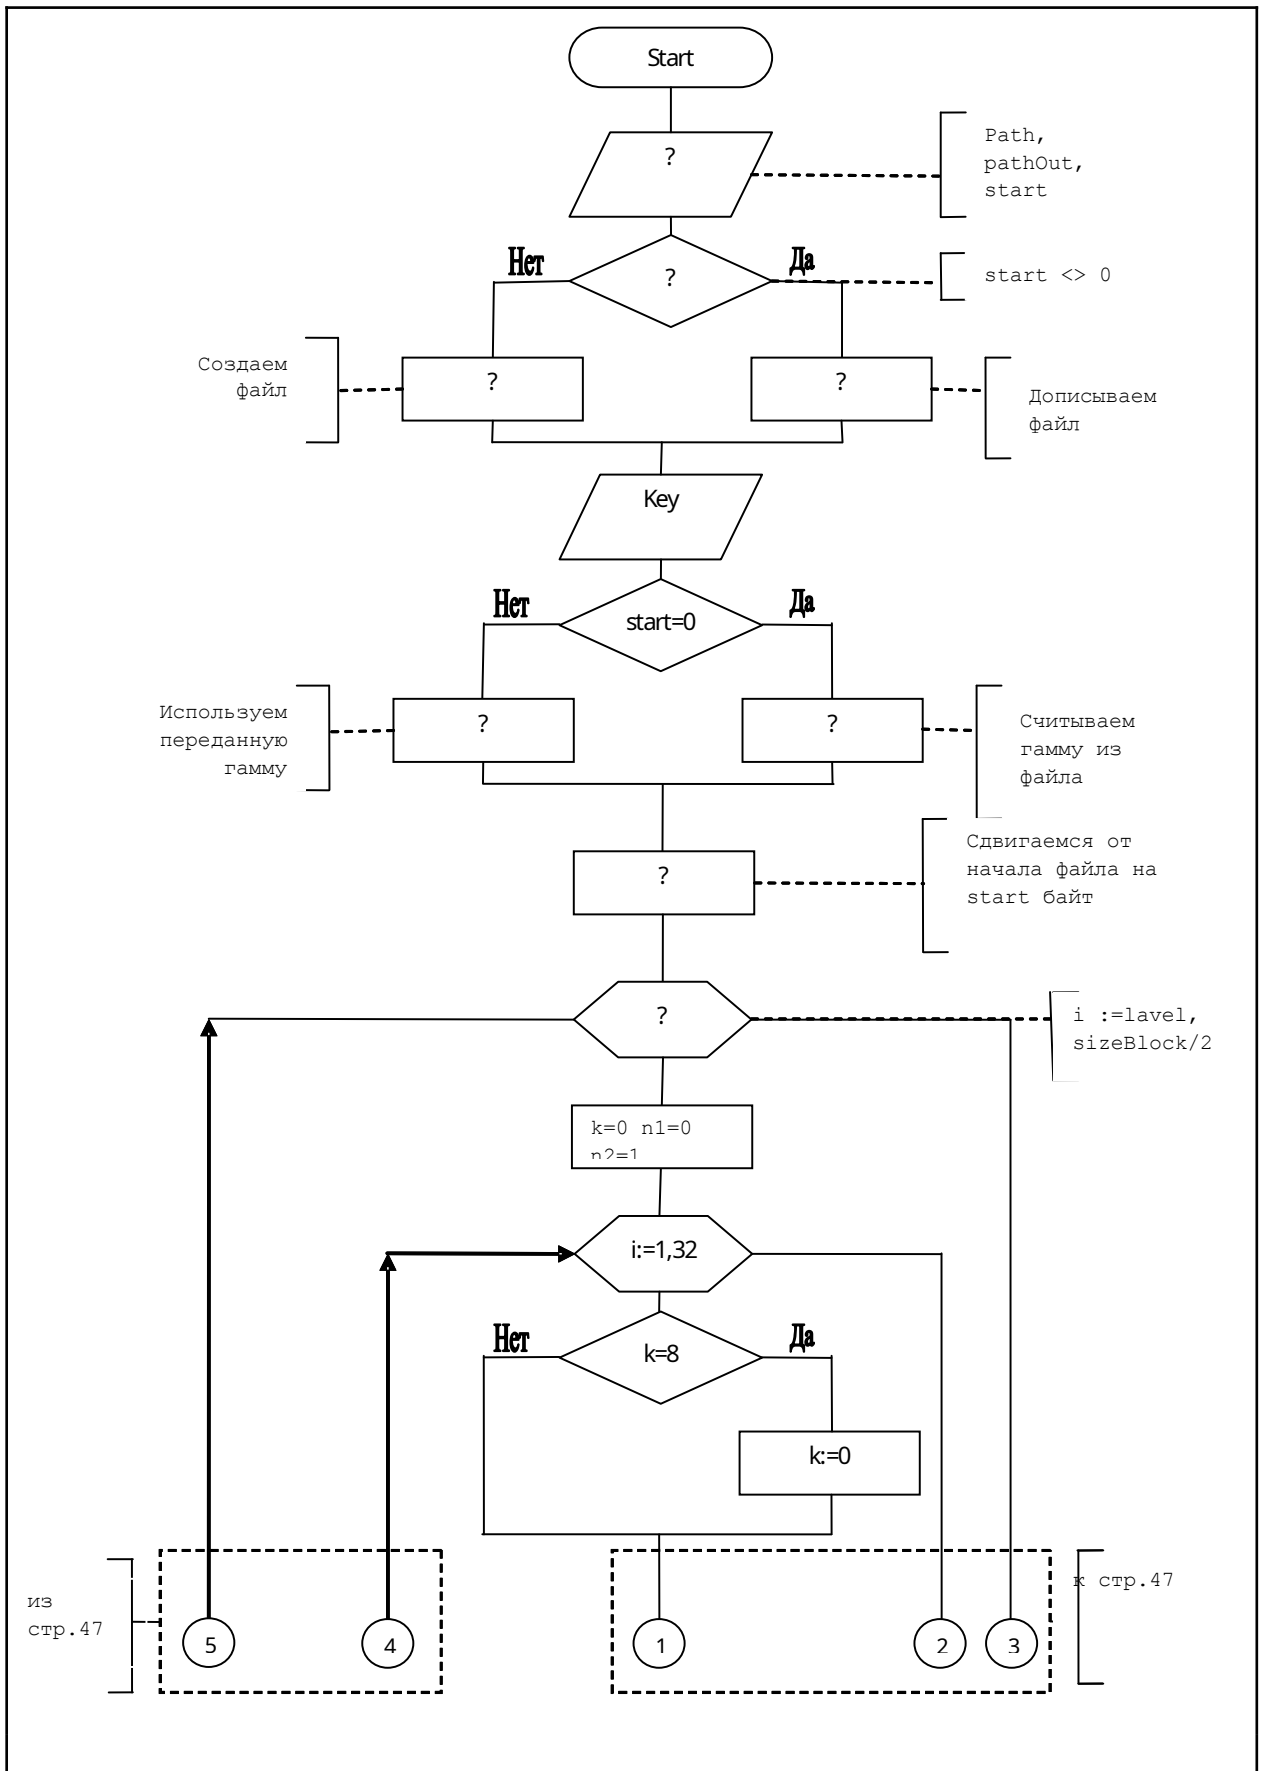 Start
?
Path,
pathOut,
start
Нет
?
Да
start <> 0
Создаем
файл
?
?
Дописываем
файл
Key
Нет
start=0
Да
Используем
переданную
гамму
?
?
Считываем
гамму из
файла
?
Сдвигаемся от
начала файла на
start байт
?
i :=lavel,
sizeBlock/2
k=0 n1=0
n2=1
i:=1,32
Нет
k=8
Да
k:=0
из
стр.47
5
4
1
2
3
к стр.47